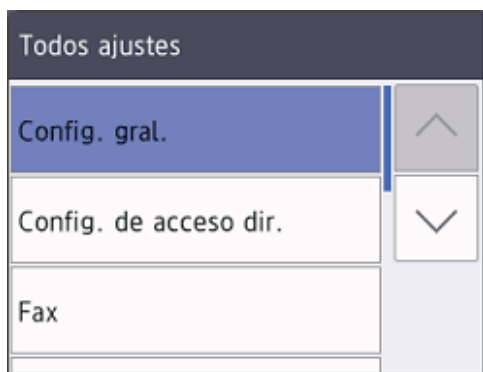 Todos ajustes
Config. gral.
Config. de acceso dir.
Fax